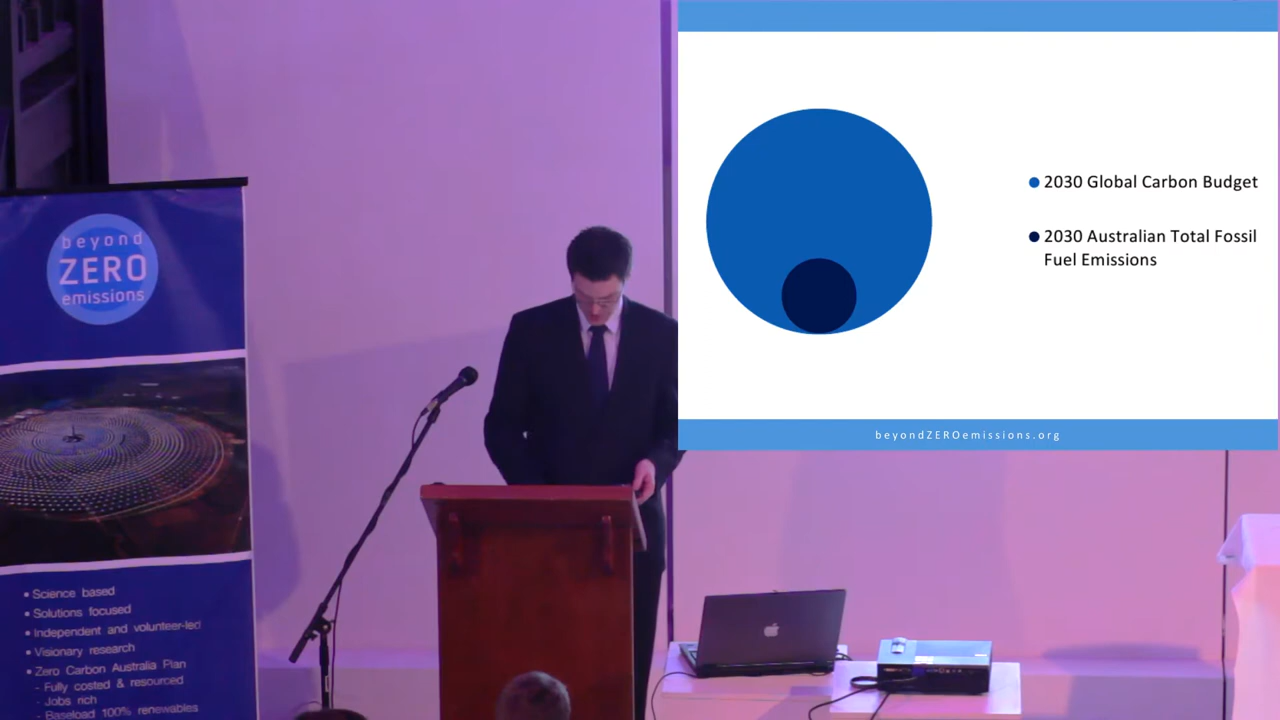 beyond
ZERO
emissions
▪ Science based
▪ Solutions focused
▪ Independent and volunteer-led
▪ Visionary research
▪ Zero Carbon Australia Plan
- Fully costed & resourced
- Jobs rich
- Baseload 100% renewables
2030 Global Carbon Budget
2030 Australian Total Fossil
Fuel Emissions
beyondZEROemissions.org